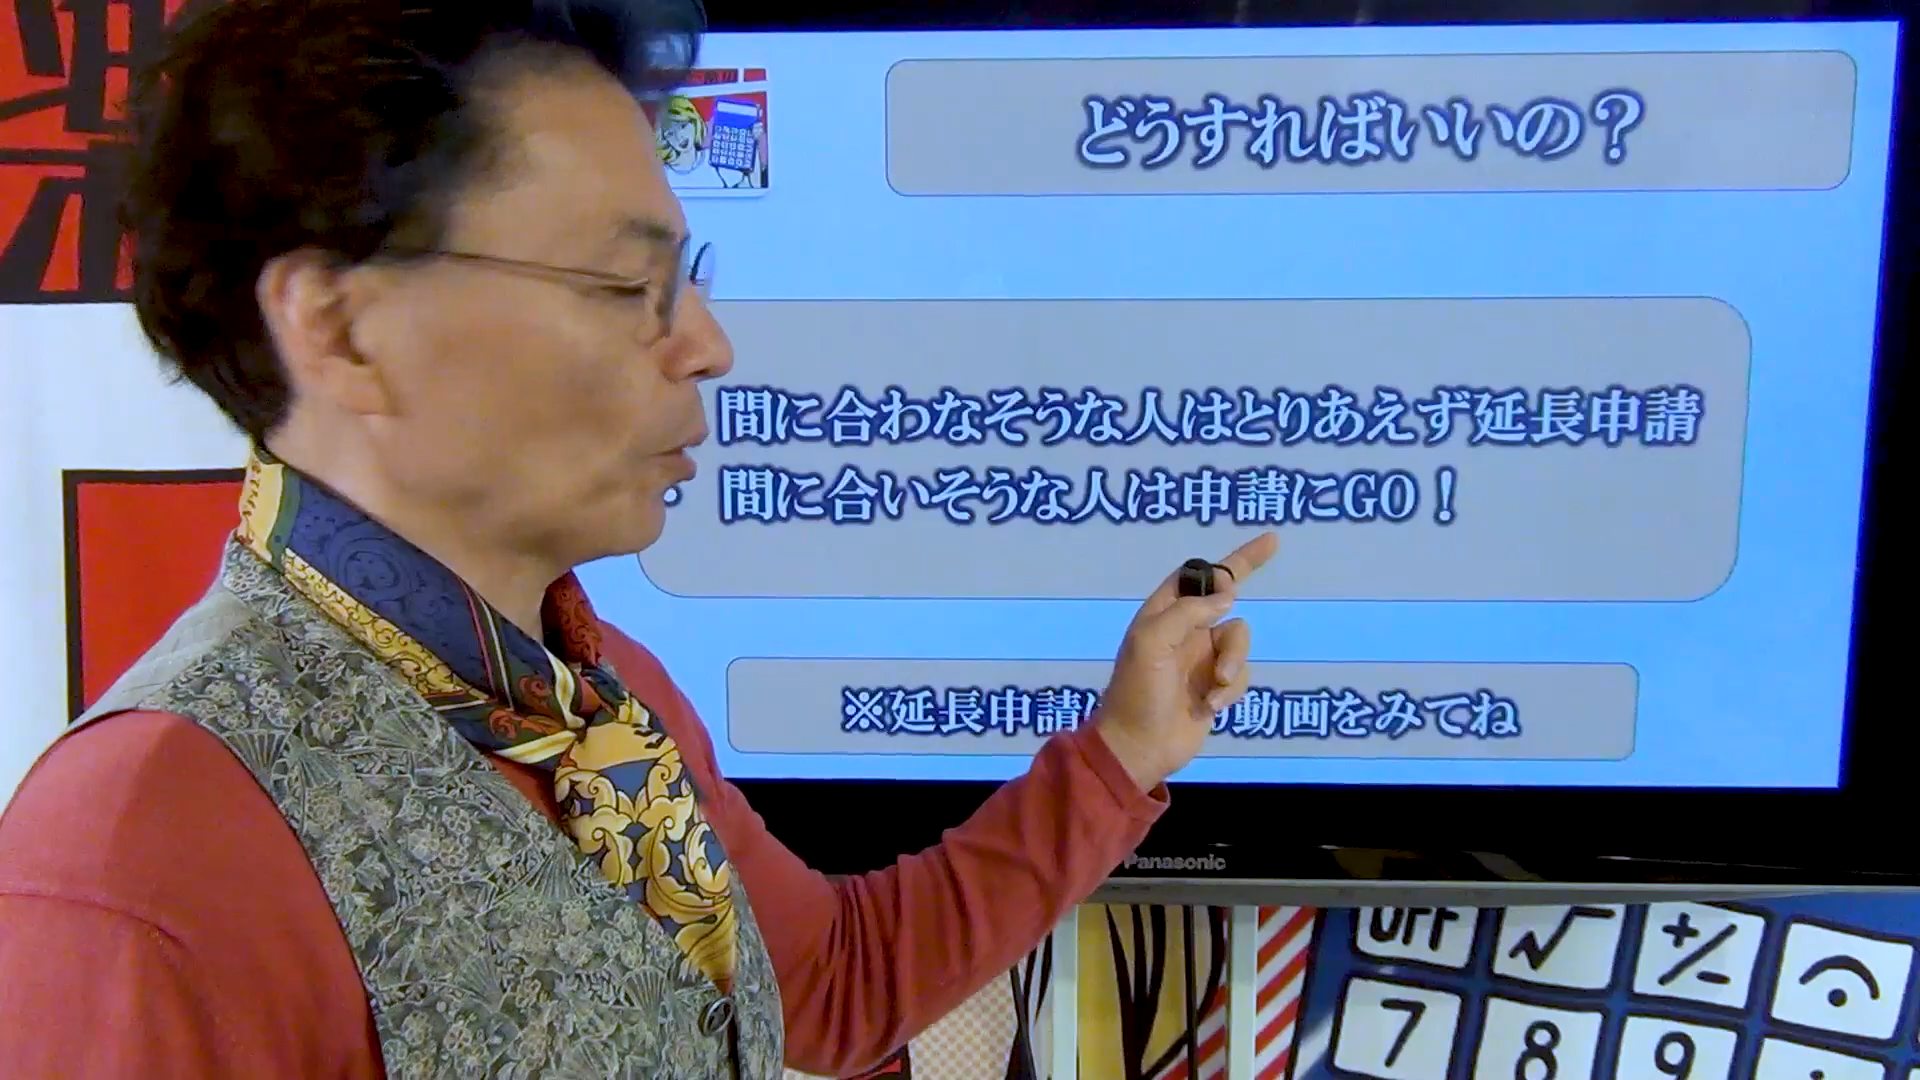 どうすればいいの？
間に合わなそうな人はとりあえず延長申請
・ 間に合いそうな人は申請にGO！
※延長申請 動画をみてね
Panasonic
OFF √ +/-
7 8 9